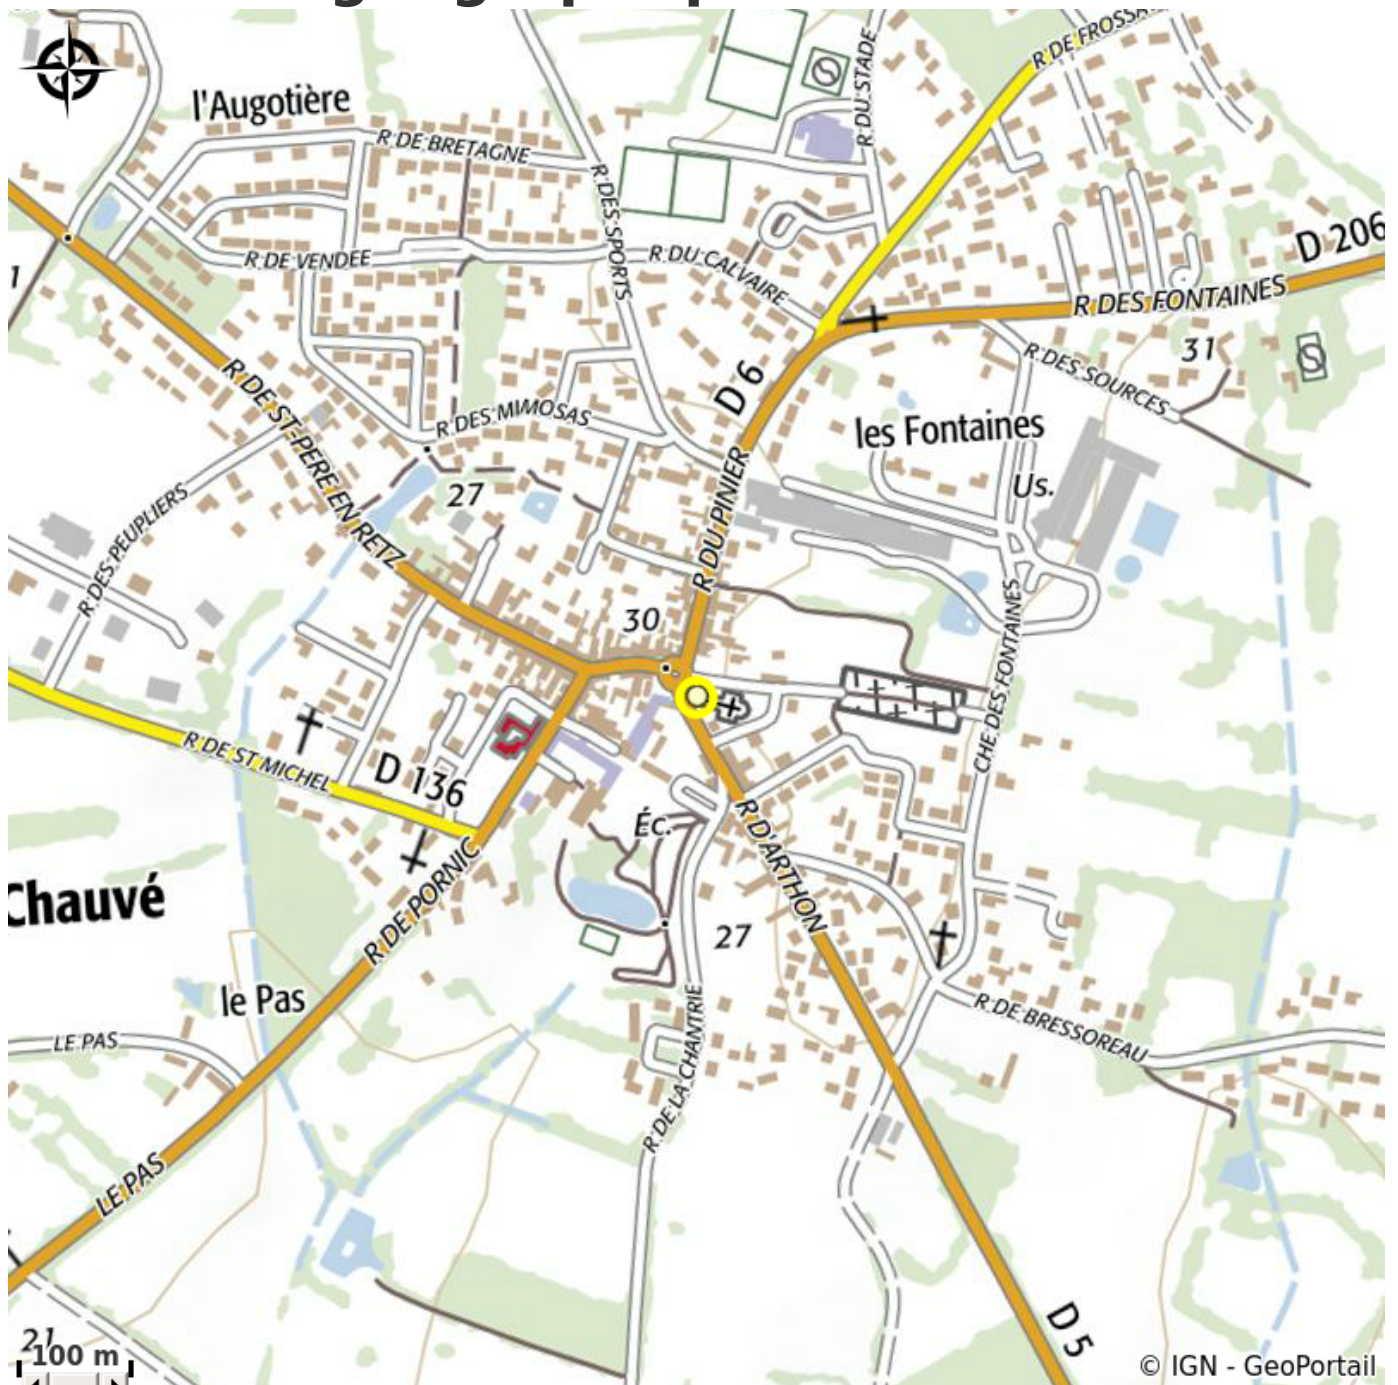 R DE FROSSA
R DU STADE
l'Augotière
R DE BRETAGNE
R DES SPORTS
D 206
R DE VENDEE
R DU CALVAIRE
1
R DES FONTAINES
31
R DES SOURCES
D 6
R DE ST-PERE EN RETZ
R DES MIMOSAS
les Fontaines
R DU PINIER
27
Us.
R DES PEUPLIERS
30
CHE DES FONTAINES
R DE ST MICHEL
D 136
Éc.
R D'ARTHON
Chauvé
R DE PORNIC
27
le Pas
R DE BRESSOREAU
LE PAS
R DE LA CHANTRIE
LE PAS
D 5
21
100 m
© IGN - GeoPortail